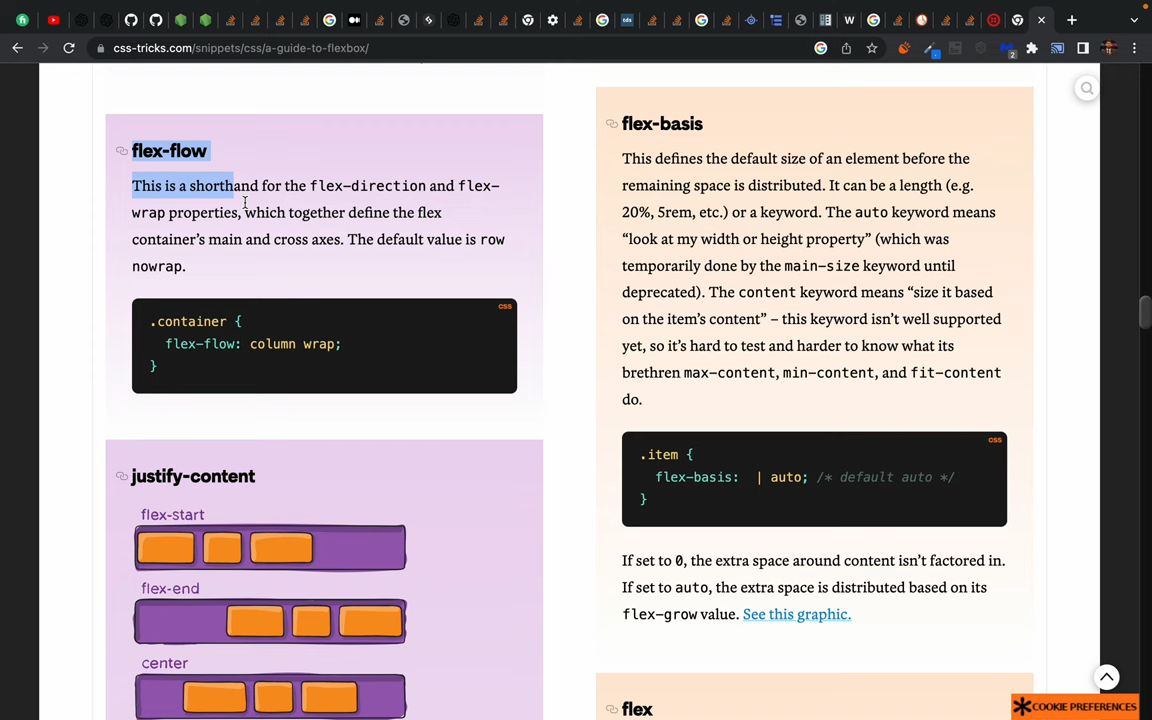 css-tricks.com/snippets/css/a-guide-to-flexbox/
2
flex-flow
This is a shorthand for the flex-direction and flex-
wrap properties, which together define the flex
container’s main and cross axes. The default value is row
nowrap.
CSS
.container {
flex-flow: column wrap;
}
justify-content
flex-start
flex-end
center
flex-basis
This defines the default size of an element before the
remaining space is distributed. It can be a length (e.g.
20%, 5rem, etc.) or a keyword. The auto keyword means
“look at my width or height property” (which was
temporarily done by the main-size keyword until
deprecated). The content keyword means “size it based
on the item’s content” – this keyword isn’t well supported
yet, so it’s hard to test and harder to know what its
brethren max-content, min-content, and fit-content
do.
CSS
.item {
flex-basis:  | auto; /* default auto */
}
If set to 0, the extra space around content isn’t factored in.
If set to auto, the extra space is distributed based on its
flex-grow value. See this graphic.
flex
COOKIE PREFERENCES